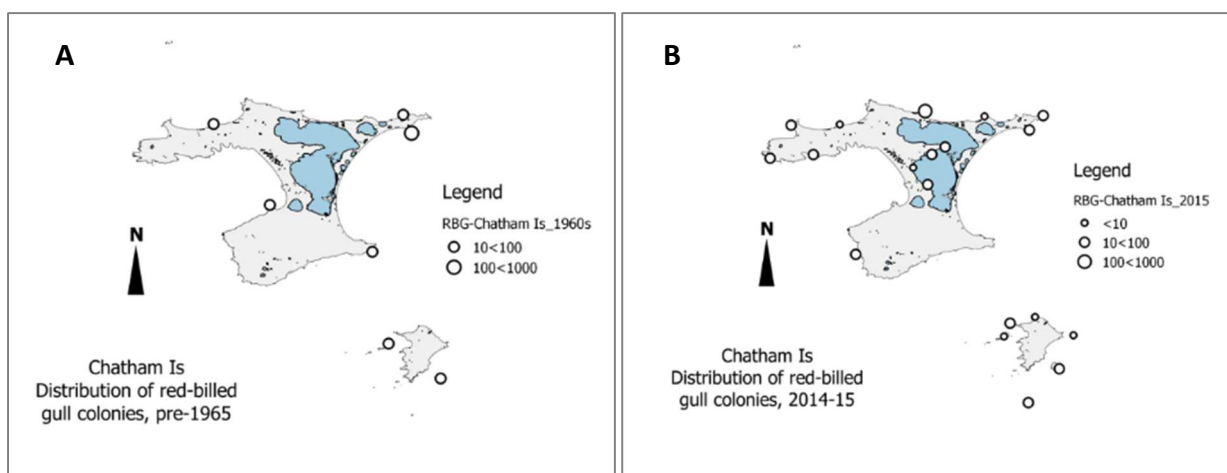 A
N
Legend
RBG-Chatham Is_1960s
10<100
100<1000
Chatham Is
Distribution of red-billed
gull colonies, pre-1965
B
N
Legend
RBG-Chatham Is_2015
<10
10<100
100<1000
Chatham Is
Distribution of red-billed
gull colonies, 2014-15